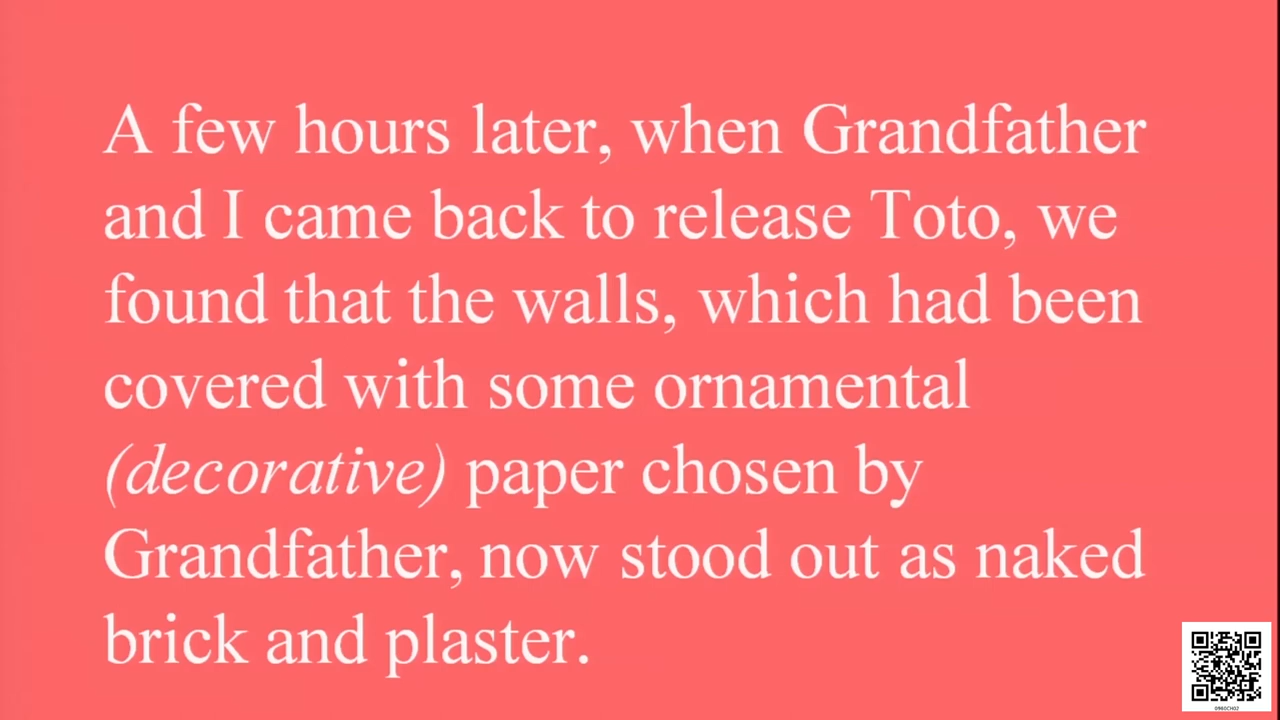 A few hours later, when Grandfather
and I came back to release Toto, we
found that the walls, which had been
covered with some ornamental
(decorative) paper chosen by
Grandfather, now stood out as naked
brick and plaster.
0960CH02